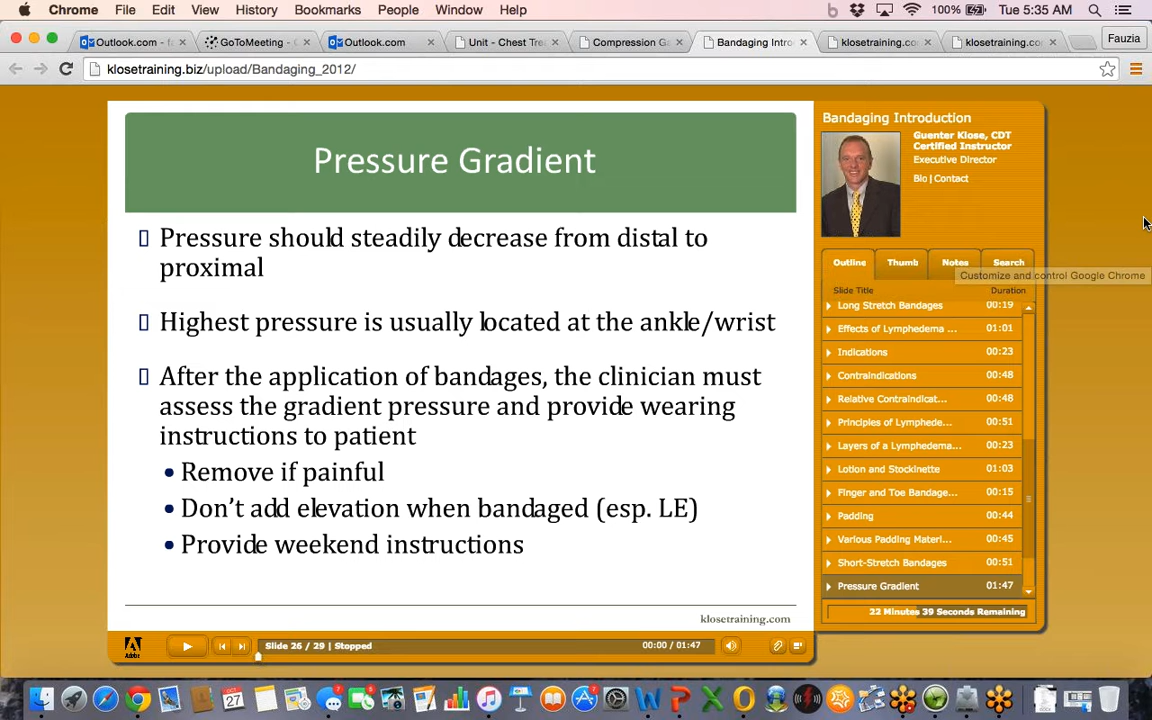 Chrome File Edit View History Bookmarks People Window Help 100% Tue 5:35 AM
Outlook.com - fa GoToMeeting - C Outlook.com Unit - Chest Tre Compression Ga Bandaging Intro klosetraining.co klosetraining.co Fauzia
klosetraining.biz/upload/Bandaging_2012/
Pressure Gradient
Pressure should steadily decrease from distal to
proximal
Highest pressure is usually located at the ankle/wrist
After the application of bandages, the clinician must
assess the gradient pressure and provide wearing
instructions to patient
• Remove if painful
• Don’t add elevation when bandaged (esp. LE)
• Provide weekend instructions
klosetraining.com
Adobe
Slide 26 / 29 | Stopped 00:00 / 01:47
Bandaging Introduction
Guenter Klose, CDT
Certified Instructor
Executive Director
Bio | Contact
Outline Thumb Notes Search
Customize and control Google Chrome
Slide Title Duration
Long Stretch Bandages 00:19
Effects of Lymphedema ... 01:01
Indications 00:23
Contraindications 00:48
Relative Contraindicat... 00:48
Principles of Lymphede... 00:51
Layers of a Lymphedema... 00:23
Lotion and Stockinette 01:03
Finger and Toe Bandage... 00:15
Padding 00:44
Various Padding Materi... 00:45
Short-Stretch Bandages 00:51
Pressure Gradient 01:47
22 Minutes 39 Seconds Remaining